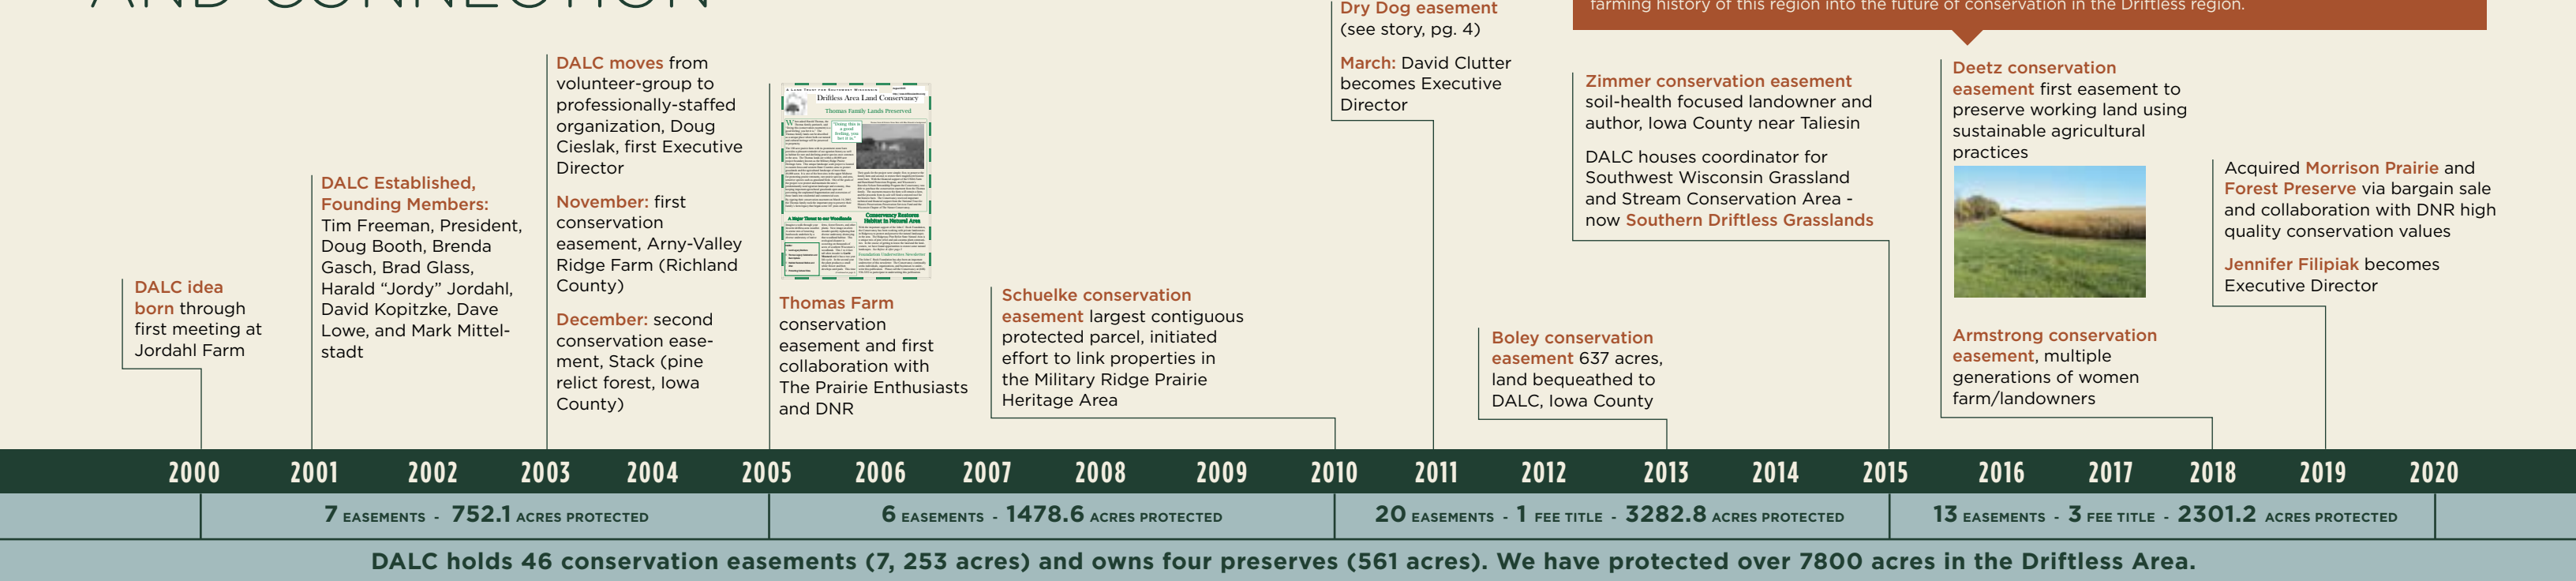 AND CONNECTION
farming history of this region into the future of conservation in the Driftless region.
DALC idea
born through
first meeting at
Jordahl Farm
DALC Established,
Founding Members:
Tim Freeman, President,
Doug Booth, Brenda
Gasch, Brad Glass,
Harald “Jordy” Jordahl,
David Kopitzke, Dave
Lowe, and Mark Mittel-
stadt
DALC moves from
volunteer-group to
professionally-staffed
organization, Doug
Cieslak, first Executive
Director
November: first
conservation
easement, Arny-Valley
Ridge Farm (Richland
County)
December: second
conservation ease-
ment, Stack (pine
relict forest, Iowa
County)
Driftless Area Land Conservancy
Thomas Family Lands Preserved
A Major Threat to our Woodlands
Conservancy Restores
Habitat in Natural Area
Foundation Underwrites Newsletter
Thomas Farm
conservation
easement and first
collaboration with
The Prairie Enthusiasts
and DNR
Schuelke conservation
easement largest contiguous
protected parcel, initiated
effort to link properties in
the Military Ridge Prairie
Heritage Area
Dry Dog easement
(see story, pg. 4)
March: David Clutter
becomes Executive
Director
Boley conservation
easement 637 acres,
land bequeathed to
DALC, Iowa County
Zimmer conservation easement
soil-health focused landowner and
author, Iowa County near Taliesin
DALC houses coordinator for
Southwest Wisconsin Grassland
and Stream Conservation Area -
now Southern Driftless Grasslands
Deetz conservation
easement first easement to
preserve working land using
sustainable agricultural
practices
Armstrong conservation
easement, multiple
generations of women
farm/landowners
Acquired Morrison Prairie and
Forest Preserve via bargain sale
and collaboration with DNR high
quality conservation values
Jennifer Filipiak becomes
Executive Director
2000 2001 2002 2003 2004 2005 2006 2007 2008 2009 2010 2011 2012 2013 2014 2015 2016 2017 2018 2019 2020
7 EASEMENTS - 752.1 ACRES PROTECTED
6 EASEMENTS - 1478.6 ACRES PROTECTED
20 EASEMENTS - 1 FEE TITLE - 3282.8 ACRES PROTECTED
13 EASEMENTS - 3 FEE TITLE - 2301.2 ACRES PROTECTED
DALC holds 46 conservation easements (7, 253 acres) and owns four preserves (561 acres). We have protected over 7800 acres in the Driftless Area.